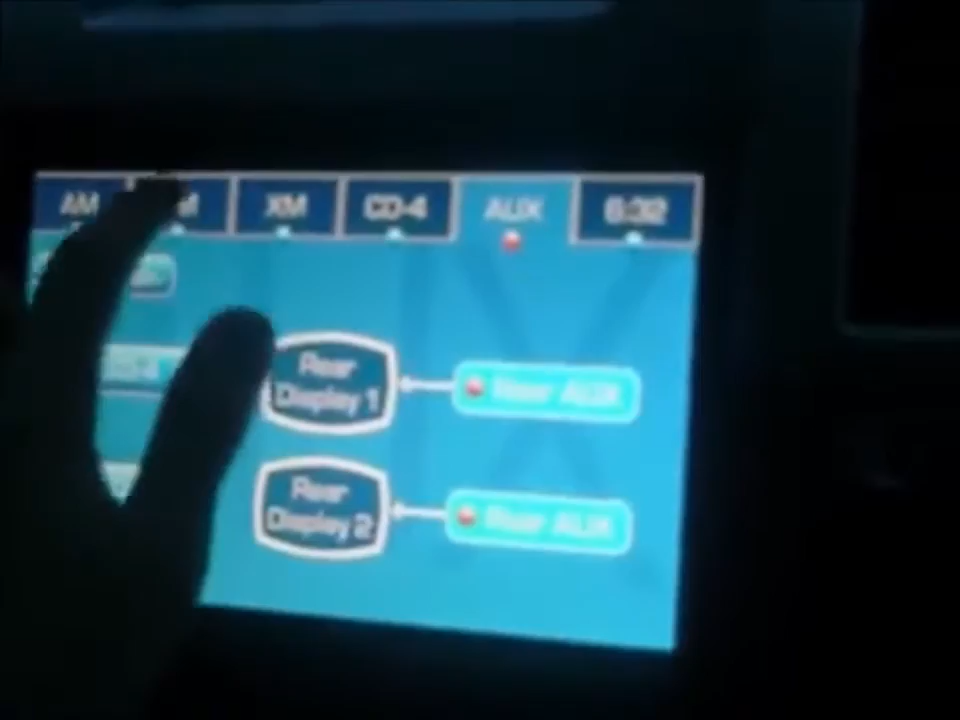 AM
XM
CD-4
AUX
6:32
Rear
Display 1
Rear AUX
Rear
Display 2
Rear AUX